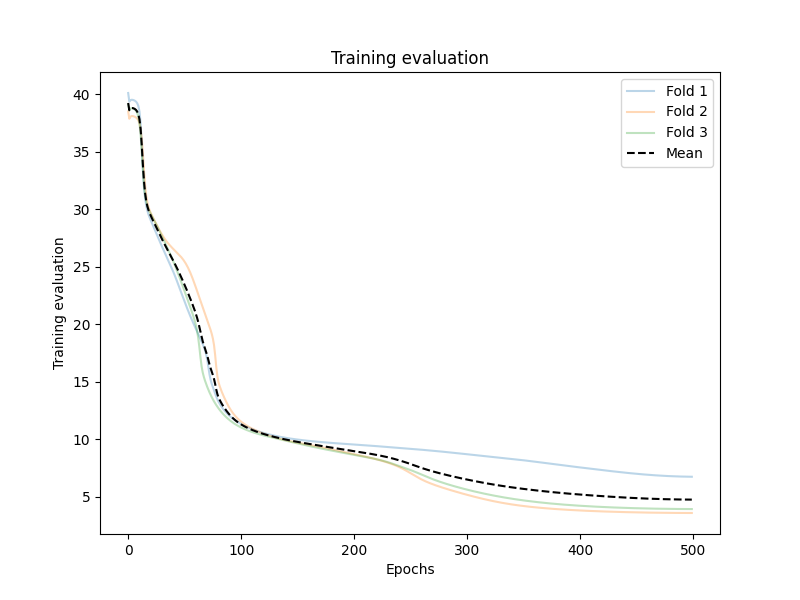 Training evaluation
Fold 1
Fold 2
Fold 3
Mean
Training evaluation
40
35
30
25
20
15
10
5
0 100 200 300 400 500
Epochs